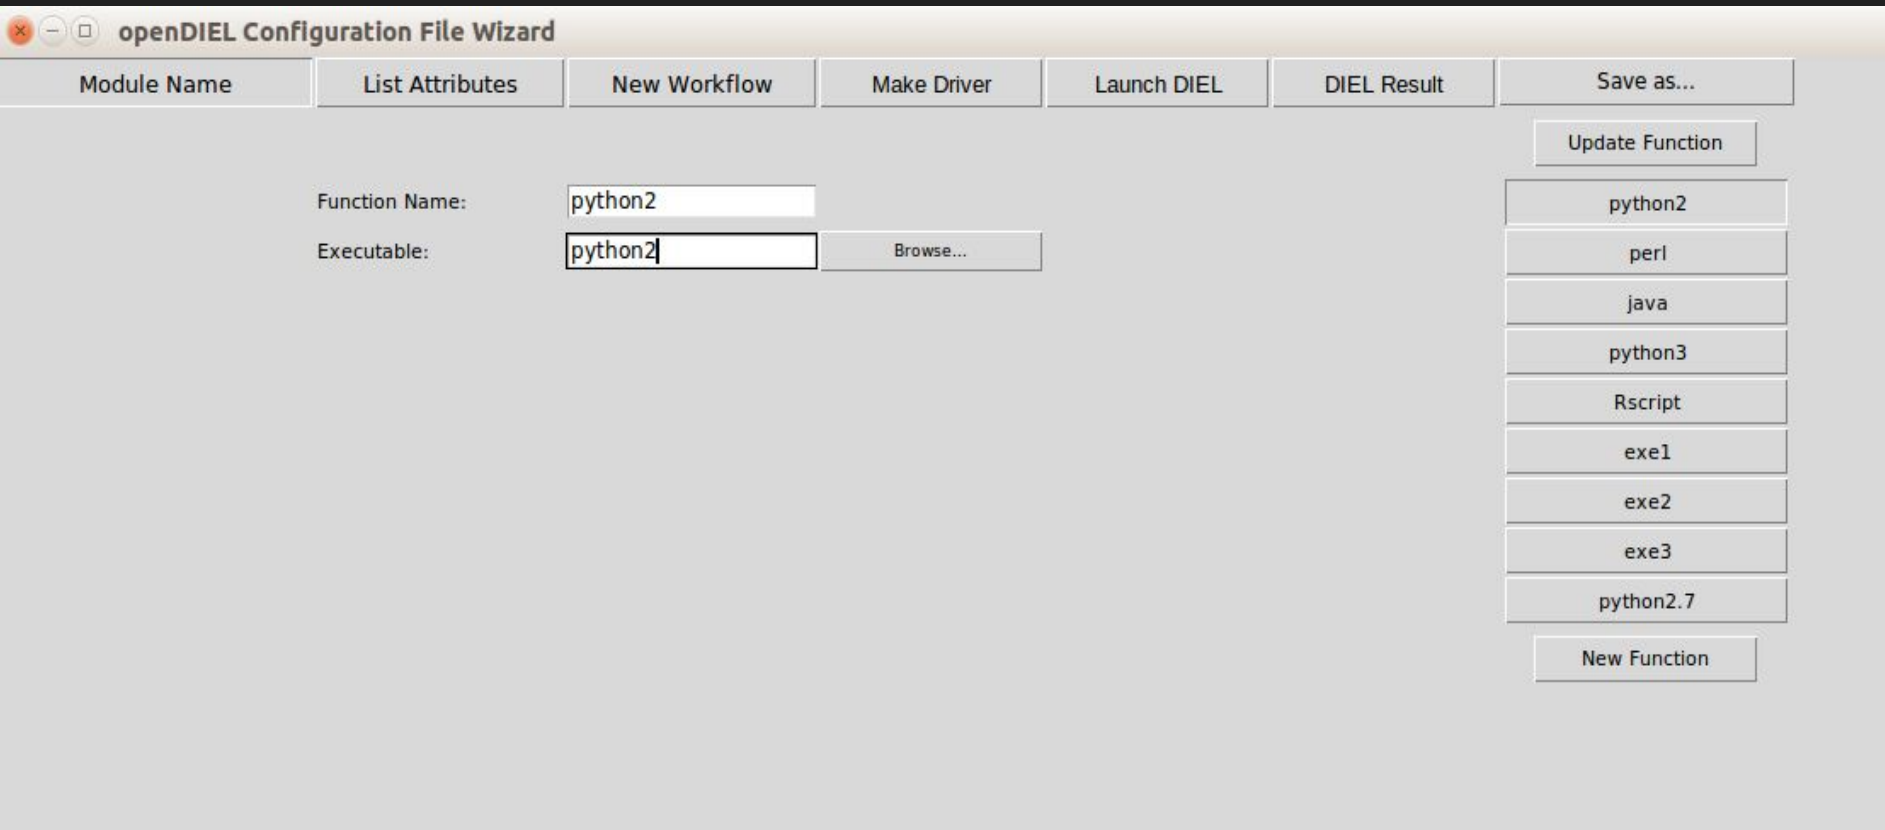 openDIEL Configuration File Wizard
Module Name List Attributes New Workflow Make Driver Launch DIEL DIEL Result Save as...
Update Function
Function Name: python2
python2
Executable: python2 Browse...
perl
java
python3
Rscript
exe1
exe2
exe3
python2.7
New Function